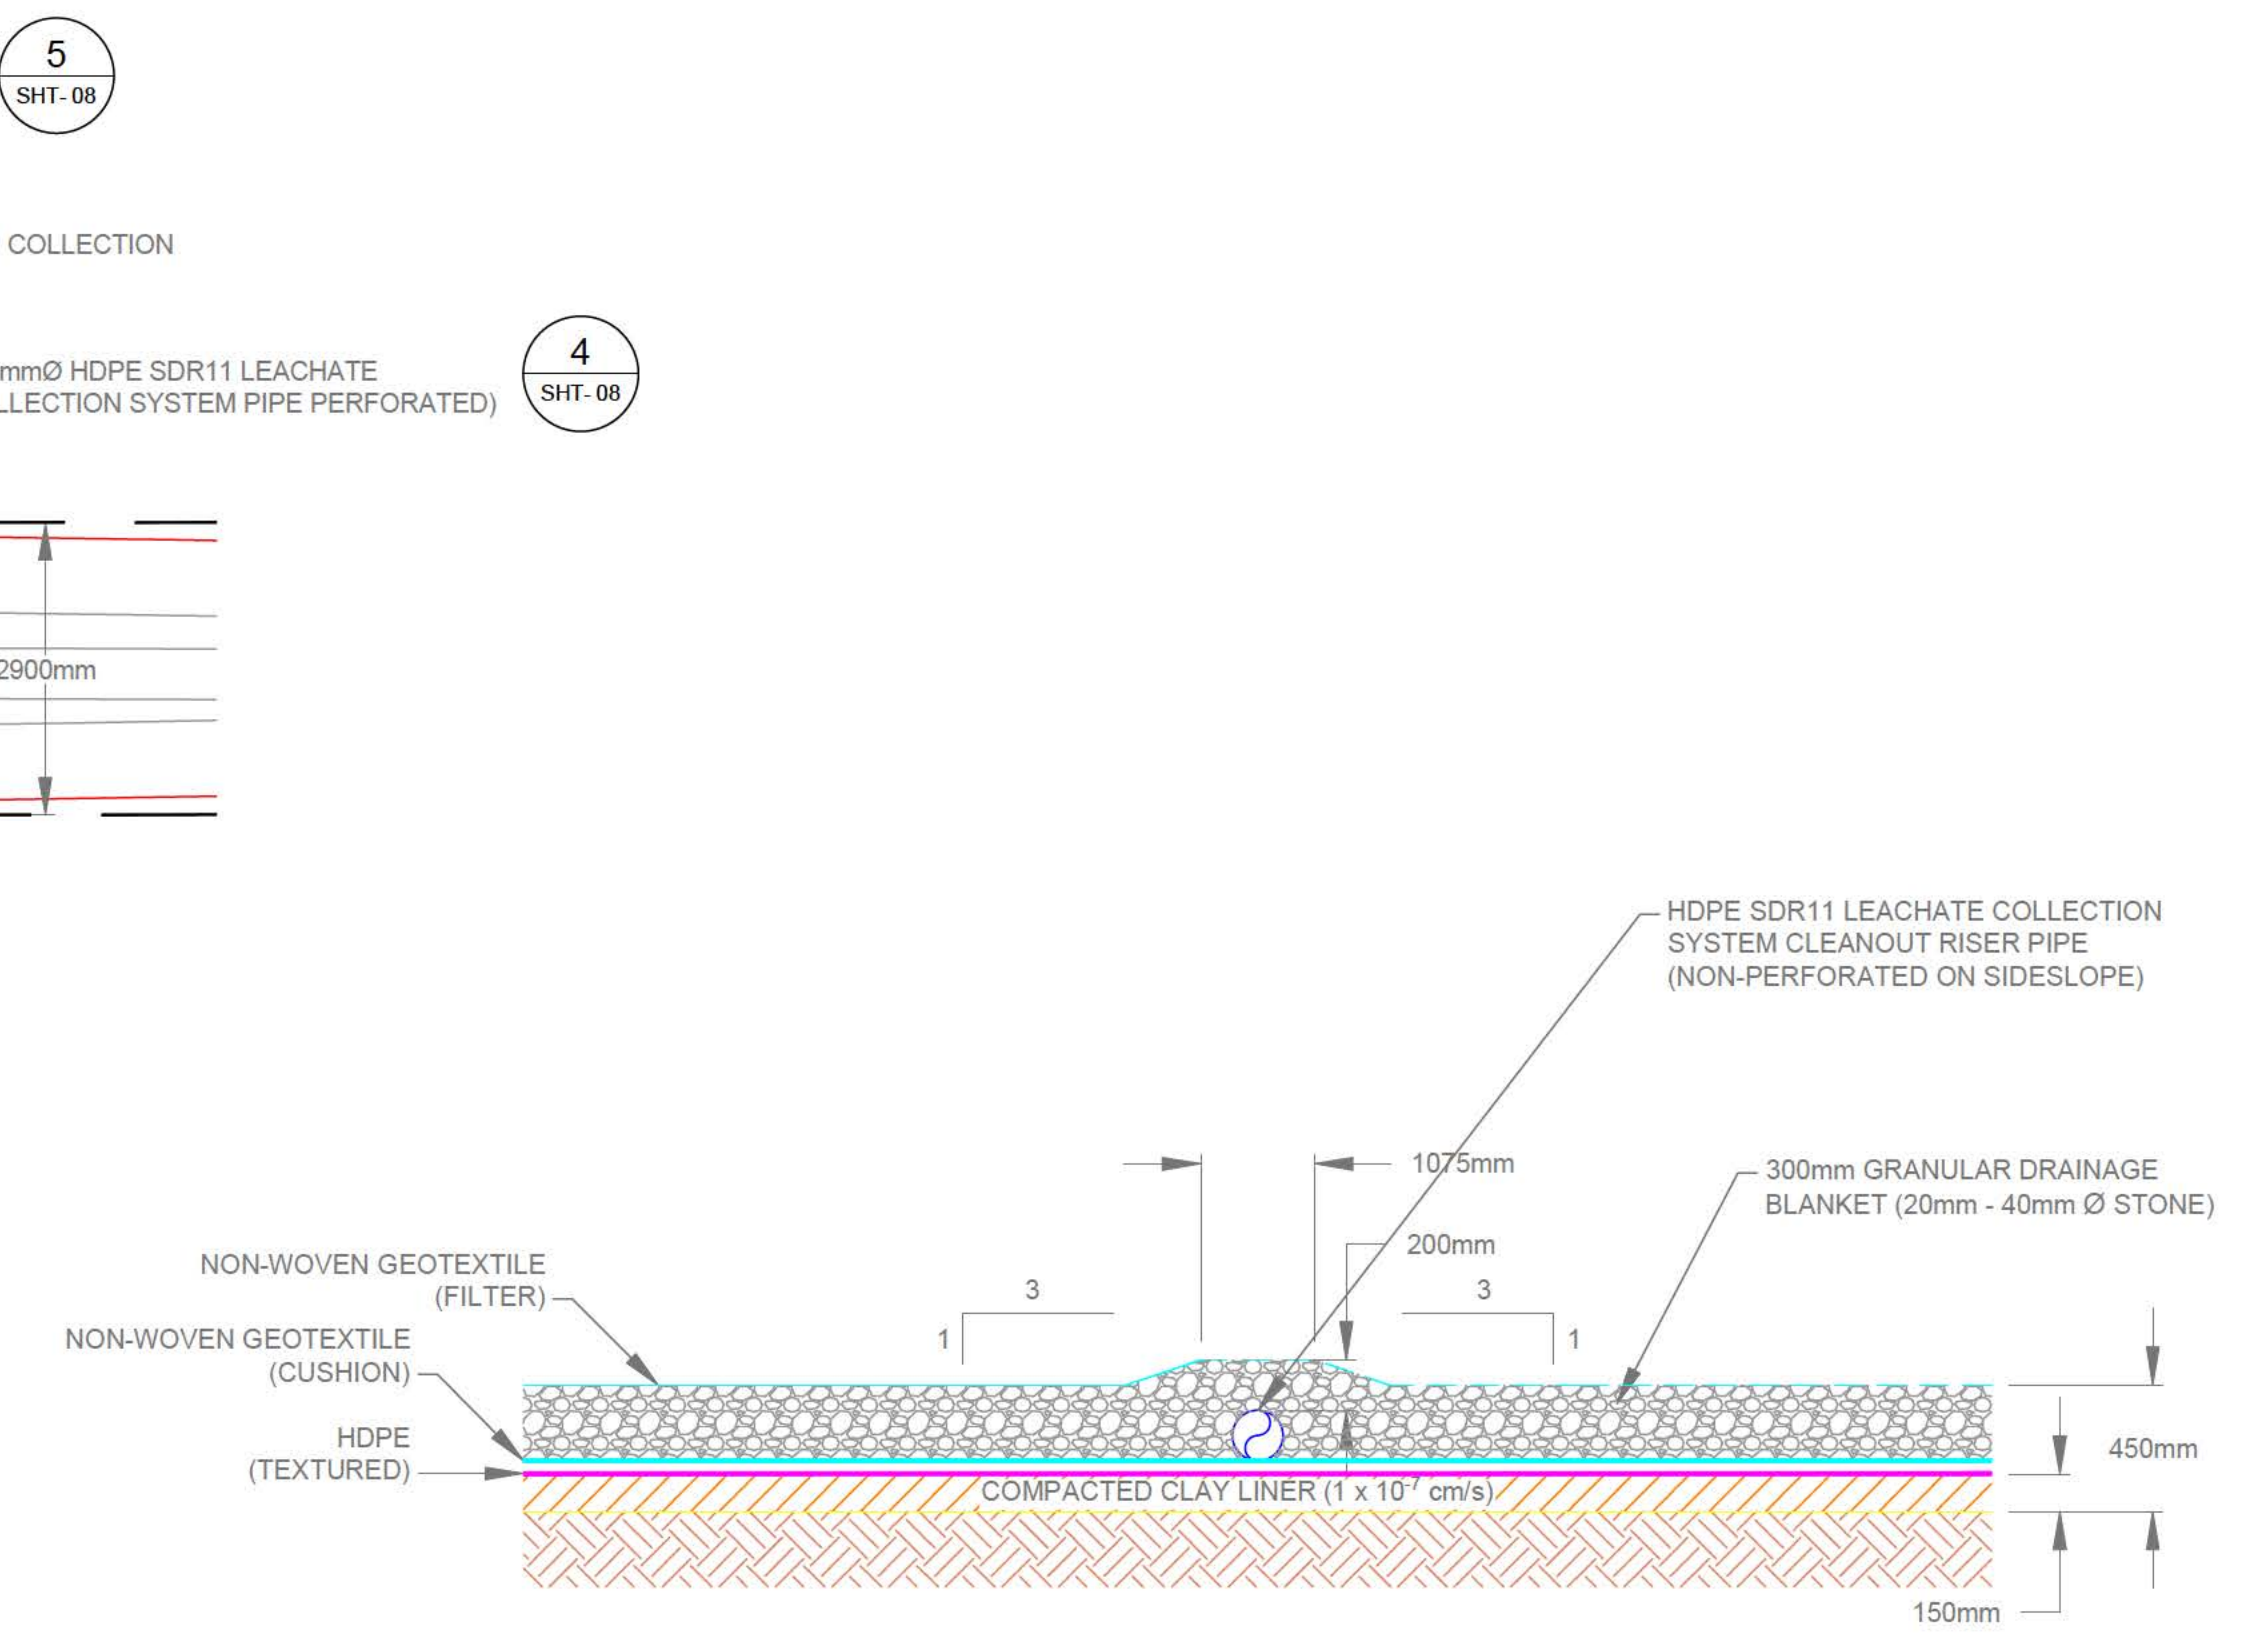 5
SHT- 08
COLLECTION
mmØ HDPE SDR11 LEACHATE
LLECTION SYSTEM PIPE PERFORATED)
4
SHT- 08
2900mm
HDPE SDR11 LEACHATE COLLECTION
SYSTEM CLEANOUT RISER PIPE
(NON-PERFORATED ON SIDESLOPE)
1075mm
300mm GRANULAR DRAINAGE
BLANKET (20mm - 40mm Ø STONE)
200mm
NON-WOVEN GEOTEXTILE
(FILTER)
3
1
3
1
NON-WOVEN GEOTEXTILE
(CUSHION)
HDPE
(TEXTURED)
450mm
COMPACTED CLAY LINER (1 x 10⁻⁷ cm/s)
150mm